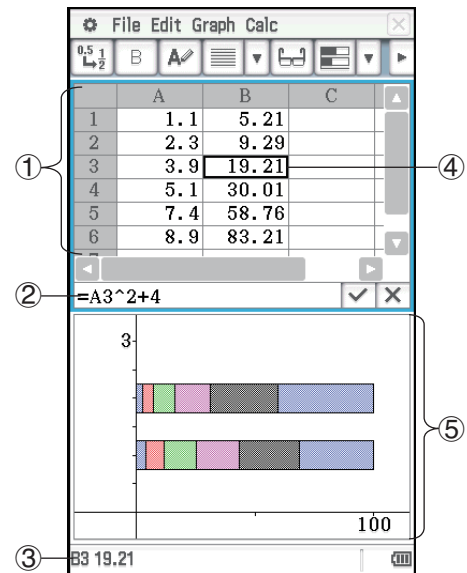 File Edit Graph Calc
0.5 1 2 B A
A B C
1 1.1 5.21
2 2.3 9.29
① 3 3.9 19.21 ④
4 5.1 30.01
5 7.4 58.76
6 8.9 83.21
② =A3^2+4
3
⑤
100
③ B3 19.21